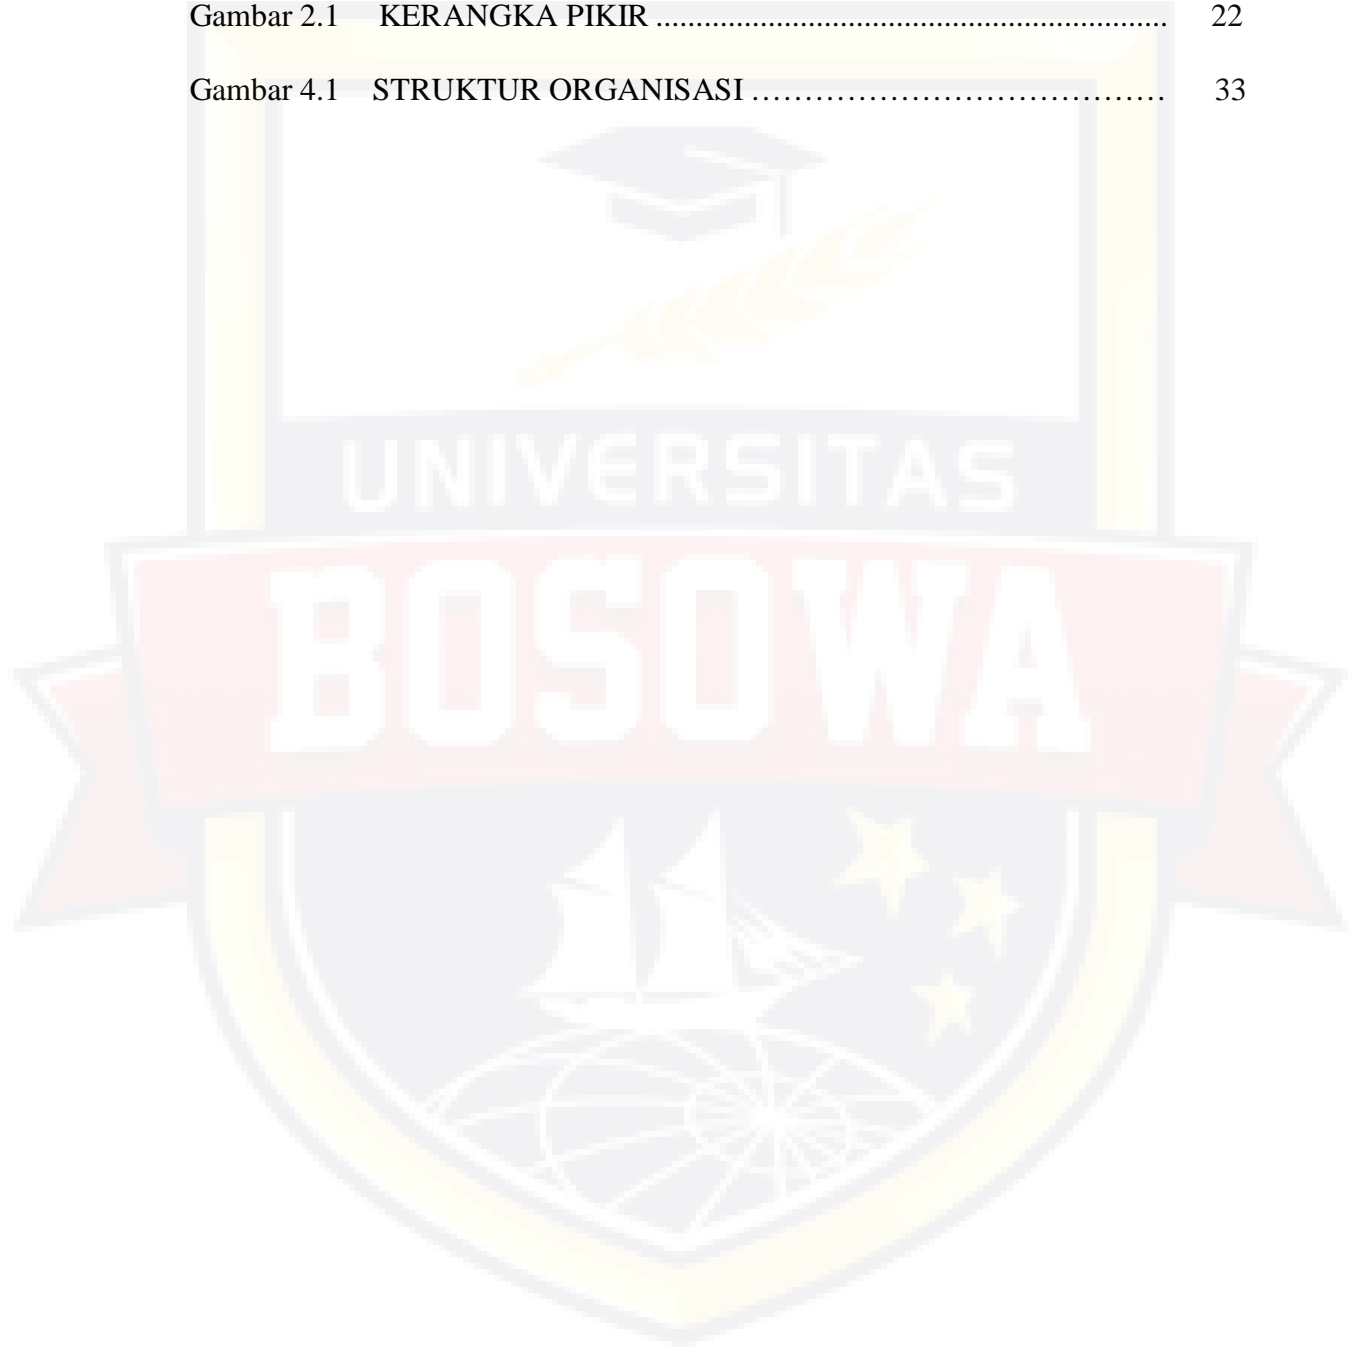 Gambar 2.1 KERANGKA PIKIR ................................................................. 22
Gambar 4.1 STRUKTUR ORGANISASI ………………………………… 33
UNIVERSITAS
BOSOWA